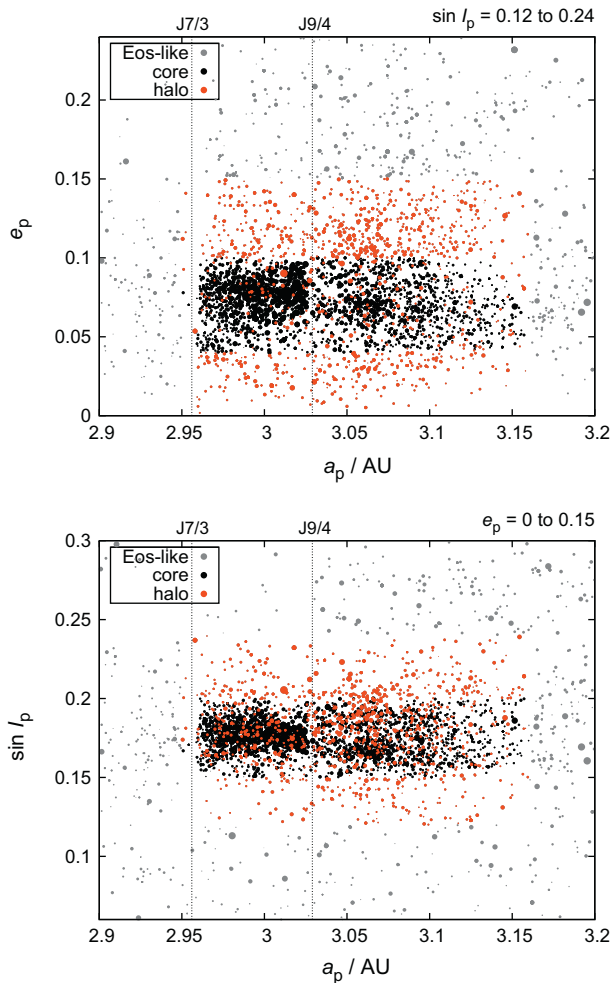 J7/3 J9/4 sin Ip = 0.12 to 0.24
Eos-like
core
halo
0.2
0.15
0.1
0.05
0
ep
2.9 2.95 3 3.05 3.1 3.15 3.2
ap / AU
J7/3 J9/4 ep = 0 to 0.15
0.3
Eos-like
core
halo
0.25
0.2
0.15
0.1
sin Ip
2.9 2.95 3 3.05 3.1 3.15 3.2
ap / AU